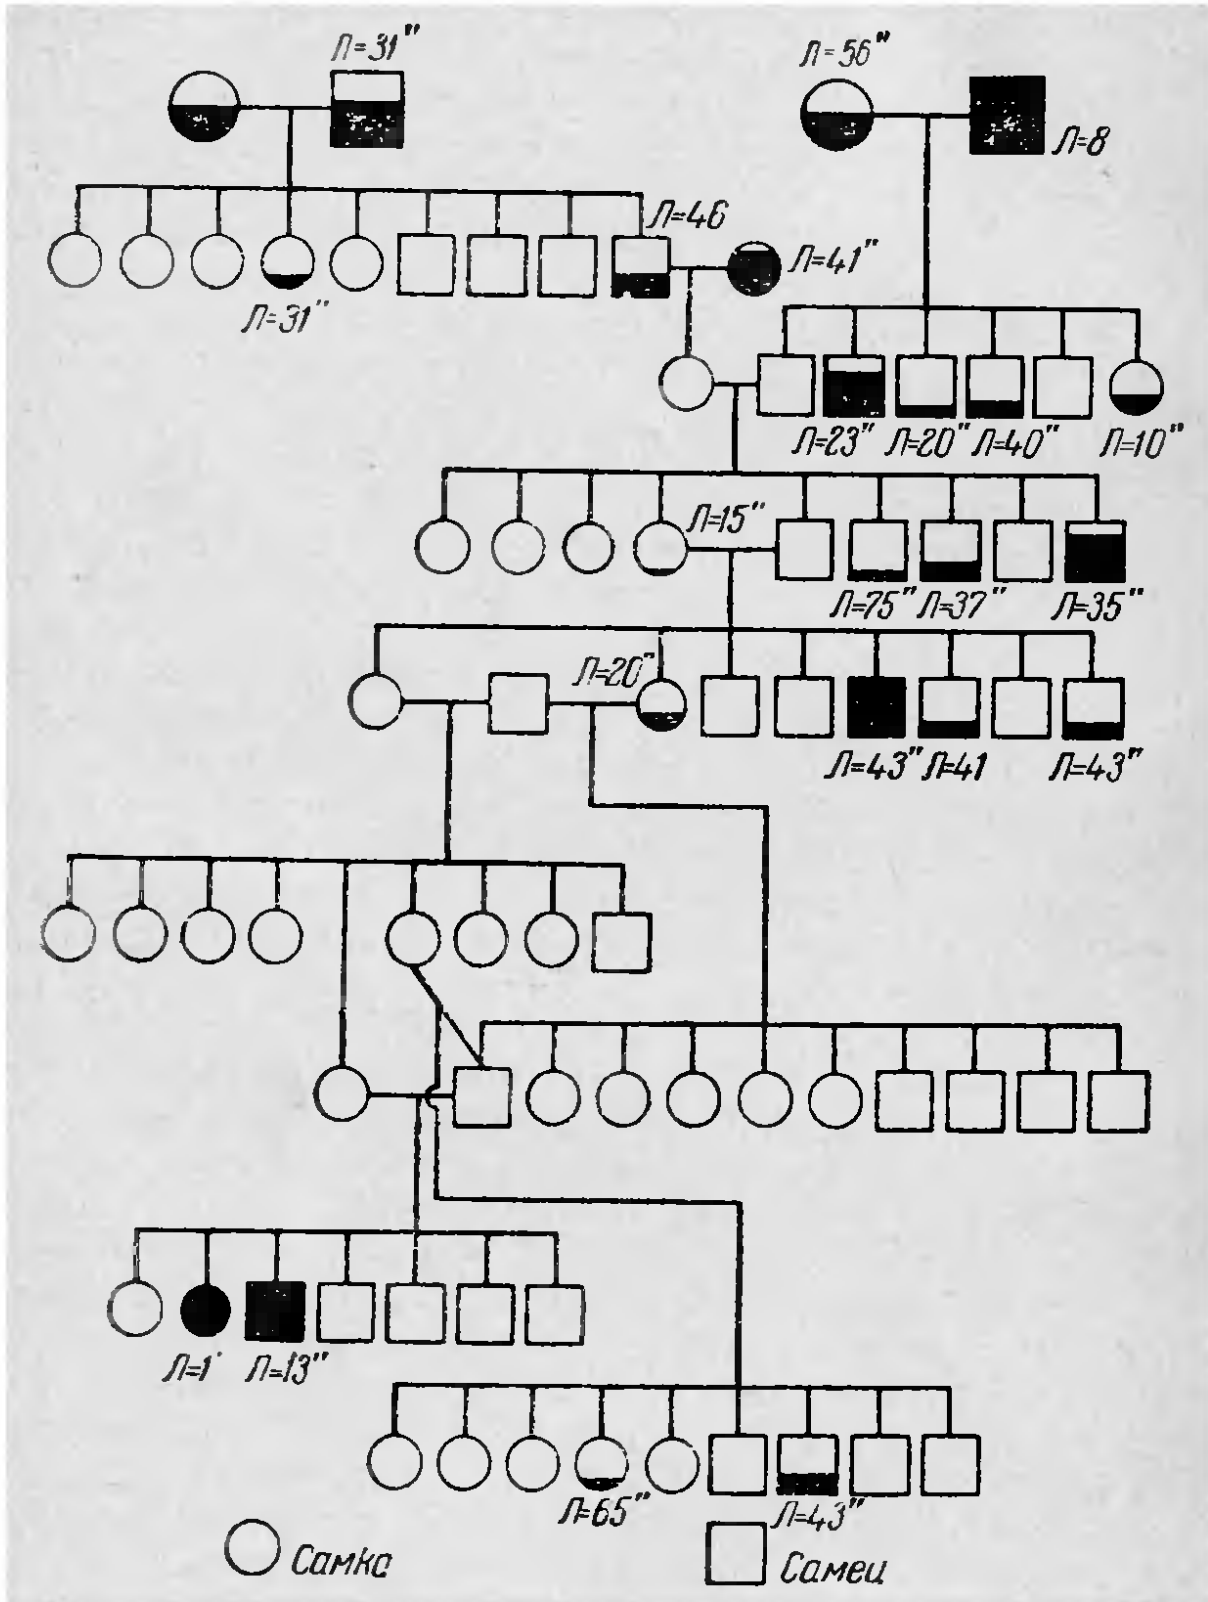 Л=31"
Л=56"
Л=8
Л=46
Л=41"
Л=31"
Л=23"
Л=20"
Л=40"
Л=10"
Л=15"
Л=75"
Л=37"
Л=35"
Л=20"
Л=43"
Л=41
Л=43"
Л=1'
Л=13"
Л=65"
Л=43"
Самка
Самец